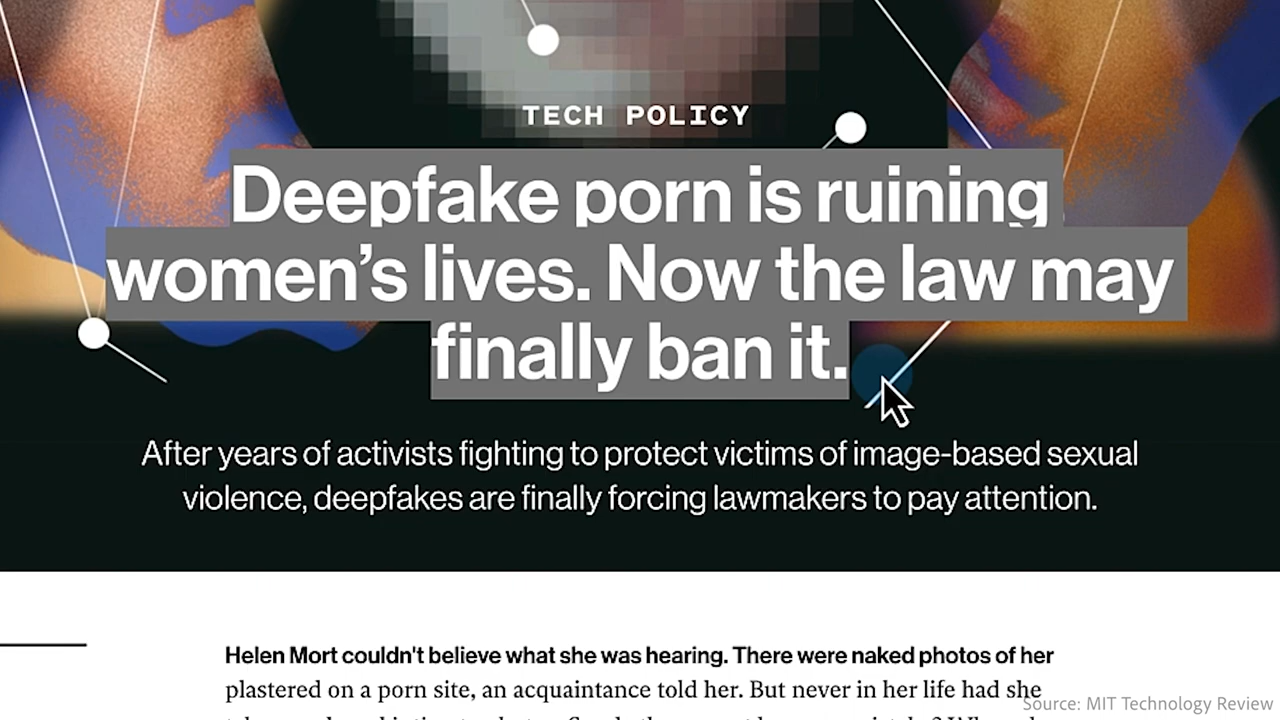 TECH POLICY
Deepfake porn is ruining
women’s lives. Now the law may
finally ban it.
After years of activists fighting to protect victims of image-based sexual
violence, deepfakes are finally forcing lawmakers to pay attention.
Helen Mort couldn't believe what she was hearing. There were naked photos of her
plastered on a porn site, an acquaintance told her. But never in her life had she
Source: MIT Technology Review